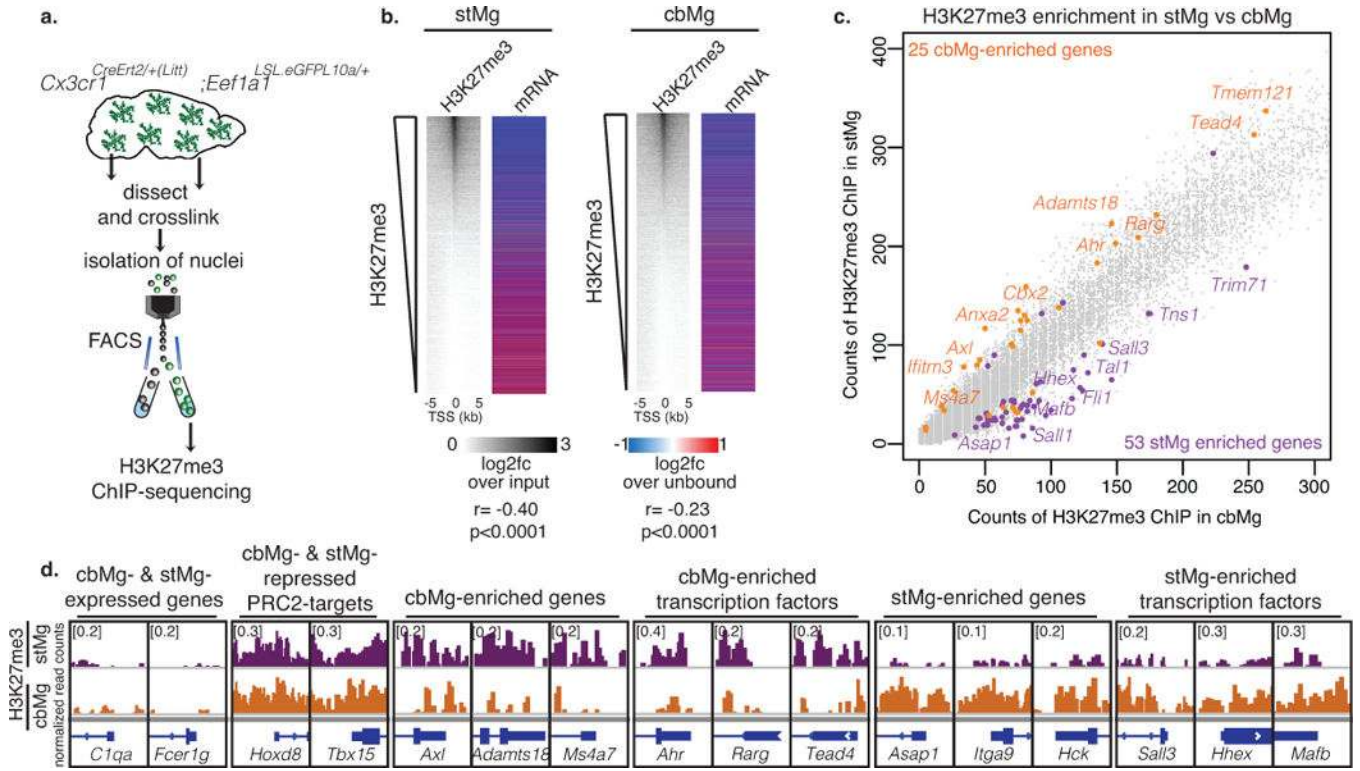 a.
Cx3cr1CreErt2/+(Litt) ;Eef1a1LSL.eGFPL10a/+
dissect
and crosslink
isolation of nuclei
FACS
H3K27me3
ChIP-sequencing
b.
stMg
cbMg
H3K27me3
mRNA
H3K27me3
mRNA
H3K27me3
H3K27me3
-5 0 5
TSS (kb)
-5 0 5
TSS (kb)
0 3
log2fc
over input
r= -0.40
p<0.0001
-1 1
log2fc
over unbound
r= -0.23
p<0.0001
c.
H3K27me3 enrichment in stMg vs cbMg
25 cbMg-enriched genes
Tmem121
Tead4
Adamts18
Rarg
Ahr
Cbx2
Trim71
Anxa2
Tns1
Axl
Sall3
Ifitm3
Tal1
Hhex
Fli1
Ms4a7
Mafb
Asap1
Sall1
53 stMg enriched genes
Counts of H3K27me3 ChIP in stMg
400
300
200
100
0
0 50 100 150 200 250 300
Counts of H3K27me3 ChIP in cbMg
d.
cbMg- & stMg-
expressed genes
cbMg- & stMg-
repressed
PRC2-targets
cbMg-enriched genes
cbMg-enriched
transcription factors
stMg-enriched genes
stMg-enriched
transcription factors
H3K27me3
stMg
cbMg
normalized read counts
[0.2] [0.2] [0.3] [0.3] [0.2] [0.2] [0.2] [0.4] [0.2] [0.2] [0.1] [0.1] [0.2] [0.2] [0.3] [0.3]
C1qa Fcer1g Hoxd8 Tbx15 Axl Adamts18 Ms4a7 Ahr Rarg Tead4 Asap1 Itga9 Hck Sall3 Hhex Mafb